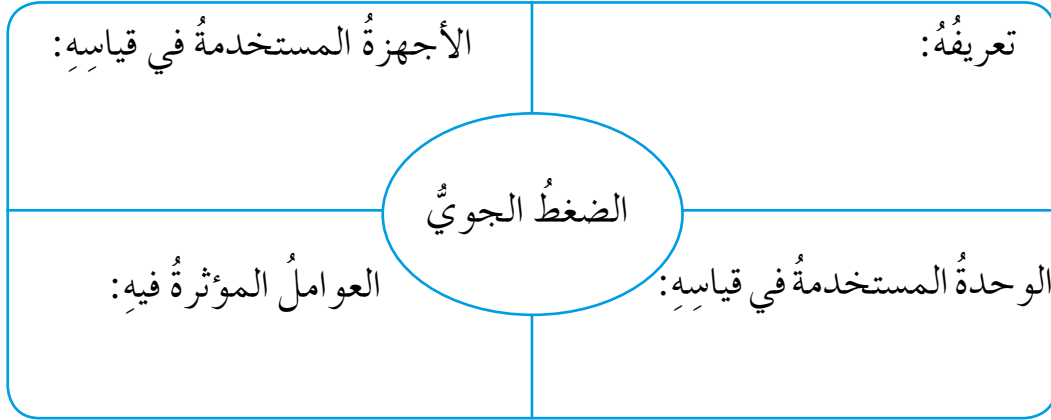 تعريفُهُ:
الأجهزةُ المستخدمةُ في قياسِهِ:
الضغطُ الجويُّ
الوحدةُ المستخدمةُ في قياسِهِ:
العواملُ المؤثرةُ فيهِ: